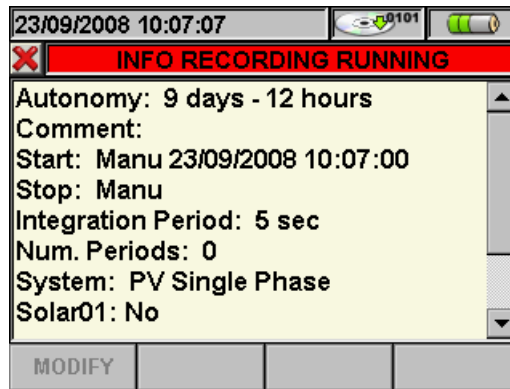 23/09/2008 10:07:07 0101
INFO RECORDING RUNNING
Autonomy: 9 days - 12 hours
Comment:
Start: Manu 23/09/2008 10:07:00
Stop: Manu
Integration Period: 5 sec
Num. Periods: 0
System: PV Single Phase
Solar01: No
MODIFY